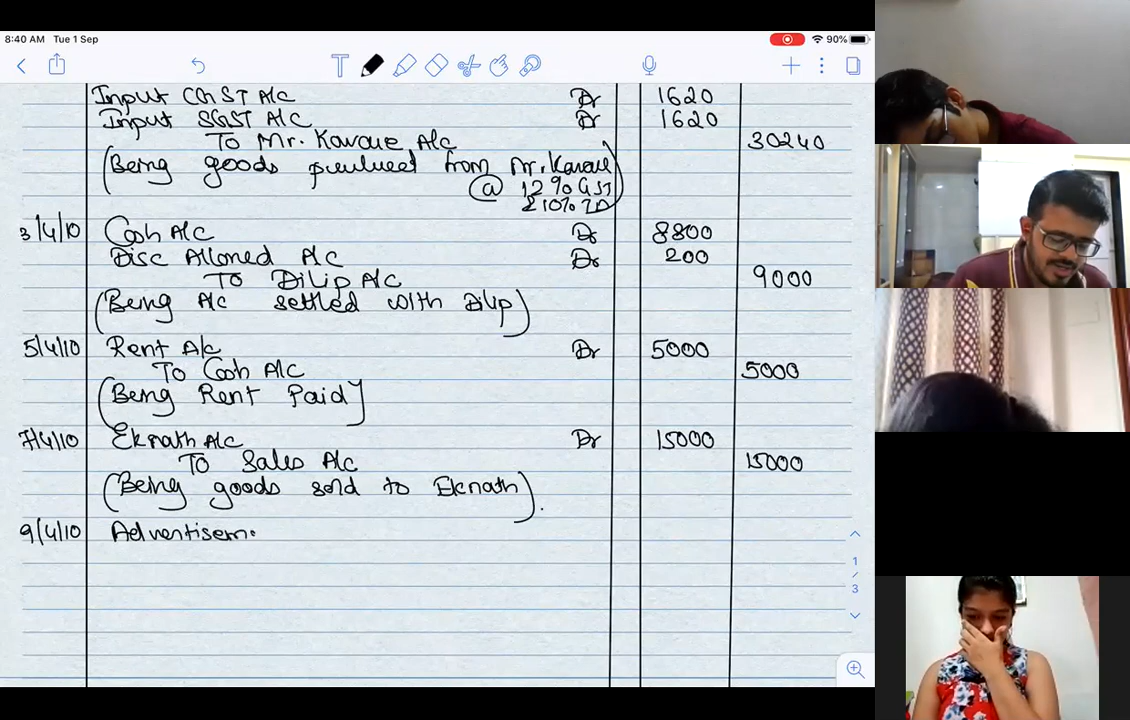 8:40 AM Tue 1 Sep 90%
T
Input CGST A/c Dr 1620
Input SGST A/c Dr 1620
To Mr. Kavare A/c 30240
(Being goods from Mr. Kavare
@ 12% GST
& 10% TD)
3/4/10 Cash A/c Dr 8800
Disc Allowed A/c Dr 200
To Dilip A/c 9000
(Being A/c settled with Dilip)
5/4/10 Rent A/c Dr 5000
To Cash A/c 5000
(Being Rent Paid)
7/4/10 Eknath A/c Dr 15000
To Sales A/c 15000
(Being goods sold to Eknath).
9/4/10 Advertisem
1
/
3